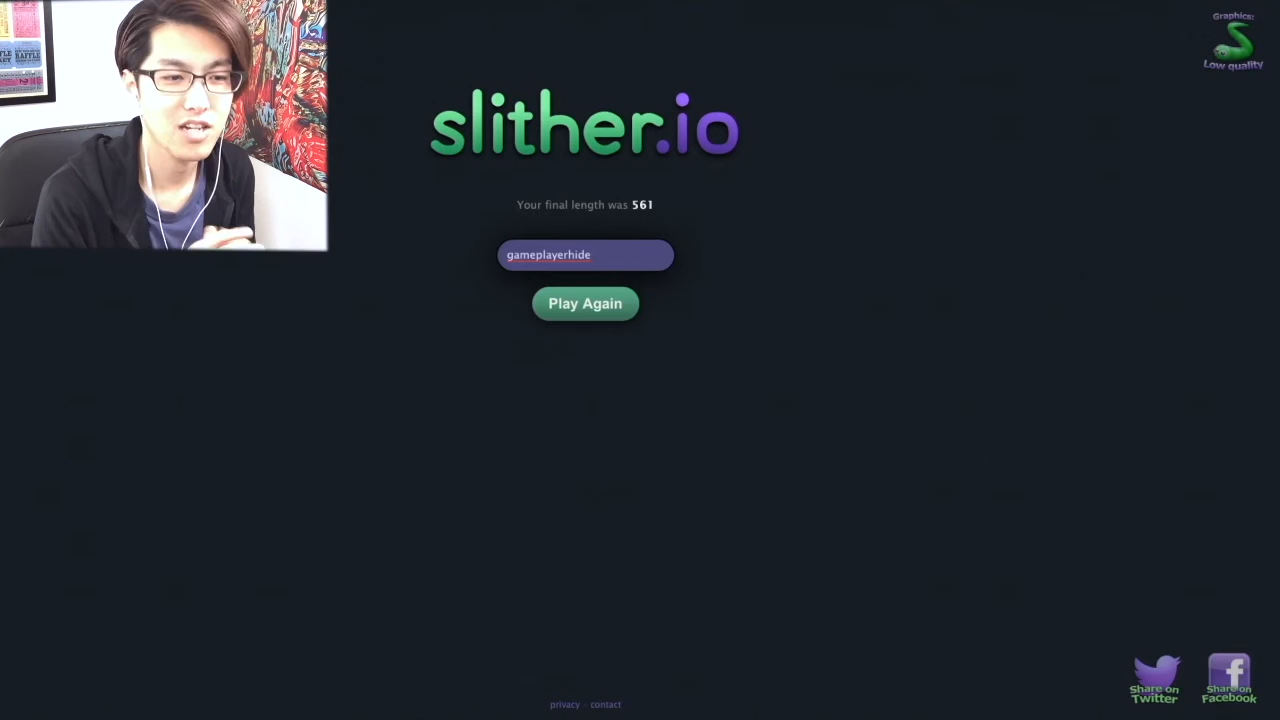 Graphics:
Low quality
slither.io
Your final length was 561
gameplayerhide
Play Again
RAFFLE
Share on
Twitter
Share on
Facebook
privacy · contact